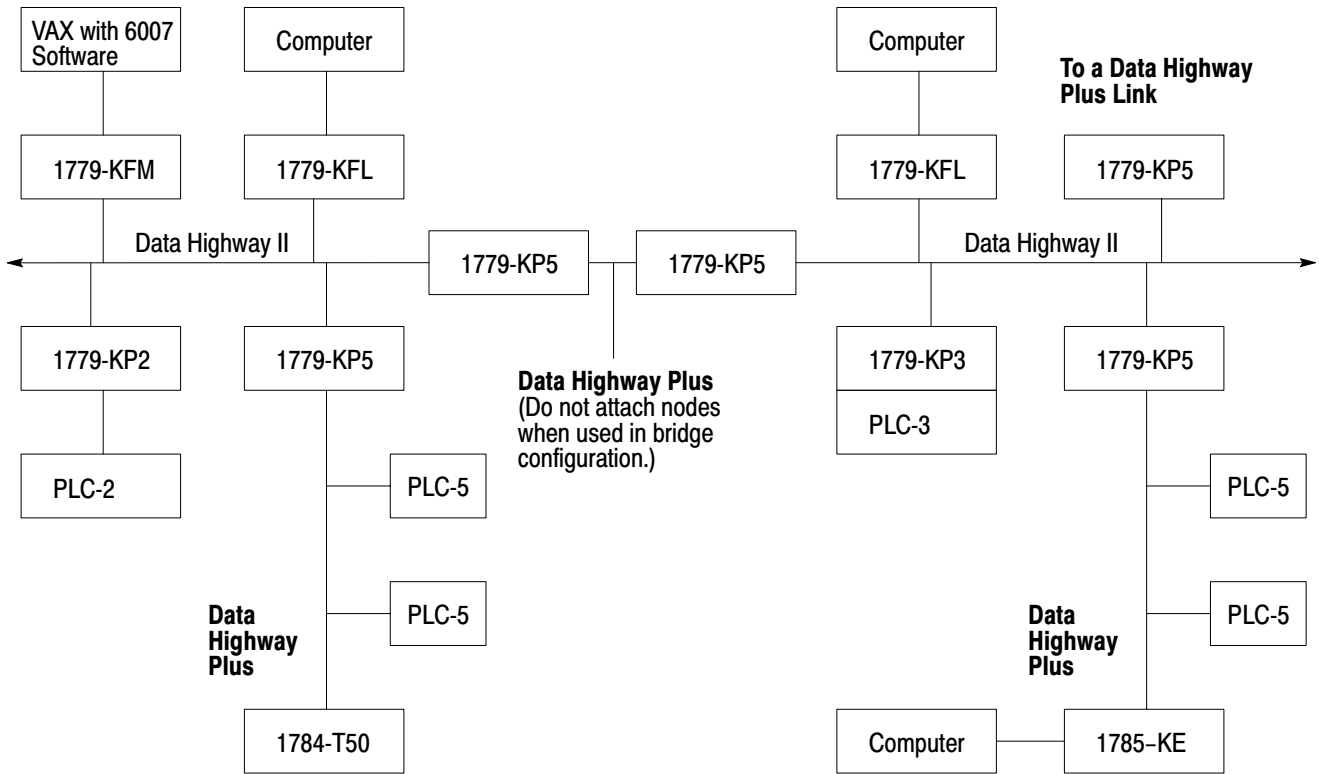 VAX with 6007
Software
Computer
Computer
To a Data Highway
Plus Link
1779-KFM
1779-KFL
1779-KFL
1779-KP5
Data Highway II
Data Highway II
1779-KP5
1779-KP5
1779-KP2
1779-KP5
1779-KP3
1779-KP5
Data Highway Plus
(Do not attach nodes
when used in bridge
configuration.)
PLC-3
PLC-2
PLC-5
PLC-5
PLC-5
PLC-5
Data
Highway
Plus
Data
Highway
Plus
1784-T50
Computer
1785–KE